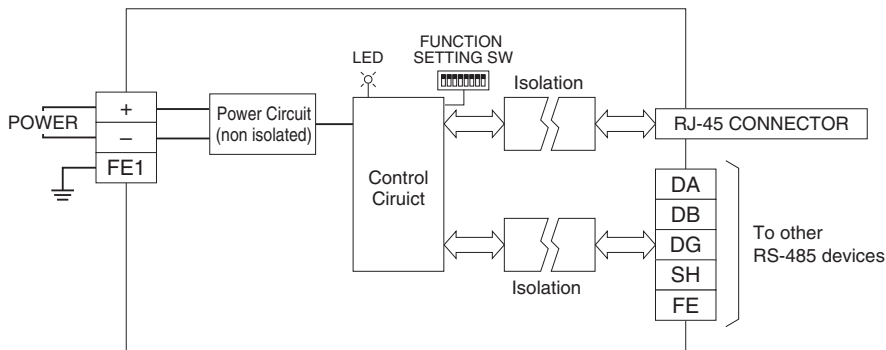 FUNCTION
SETTING SW
LED
Isolation
POWER
+
–
FE1
Power Circuit
(non isolated)
Control
Ciruict
RJ-45 CONNECTOR
DA
DB
DG
SH
FE
To other
RS-485 devices
Isolation